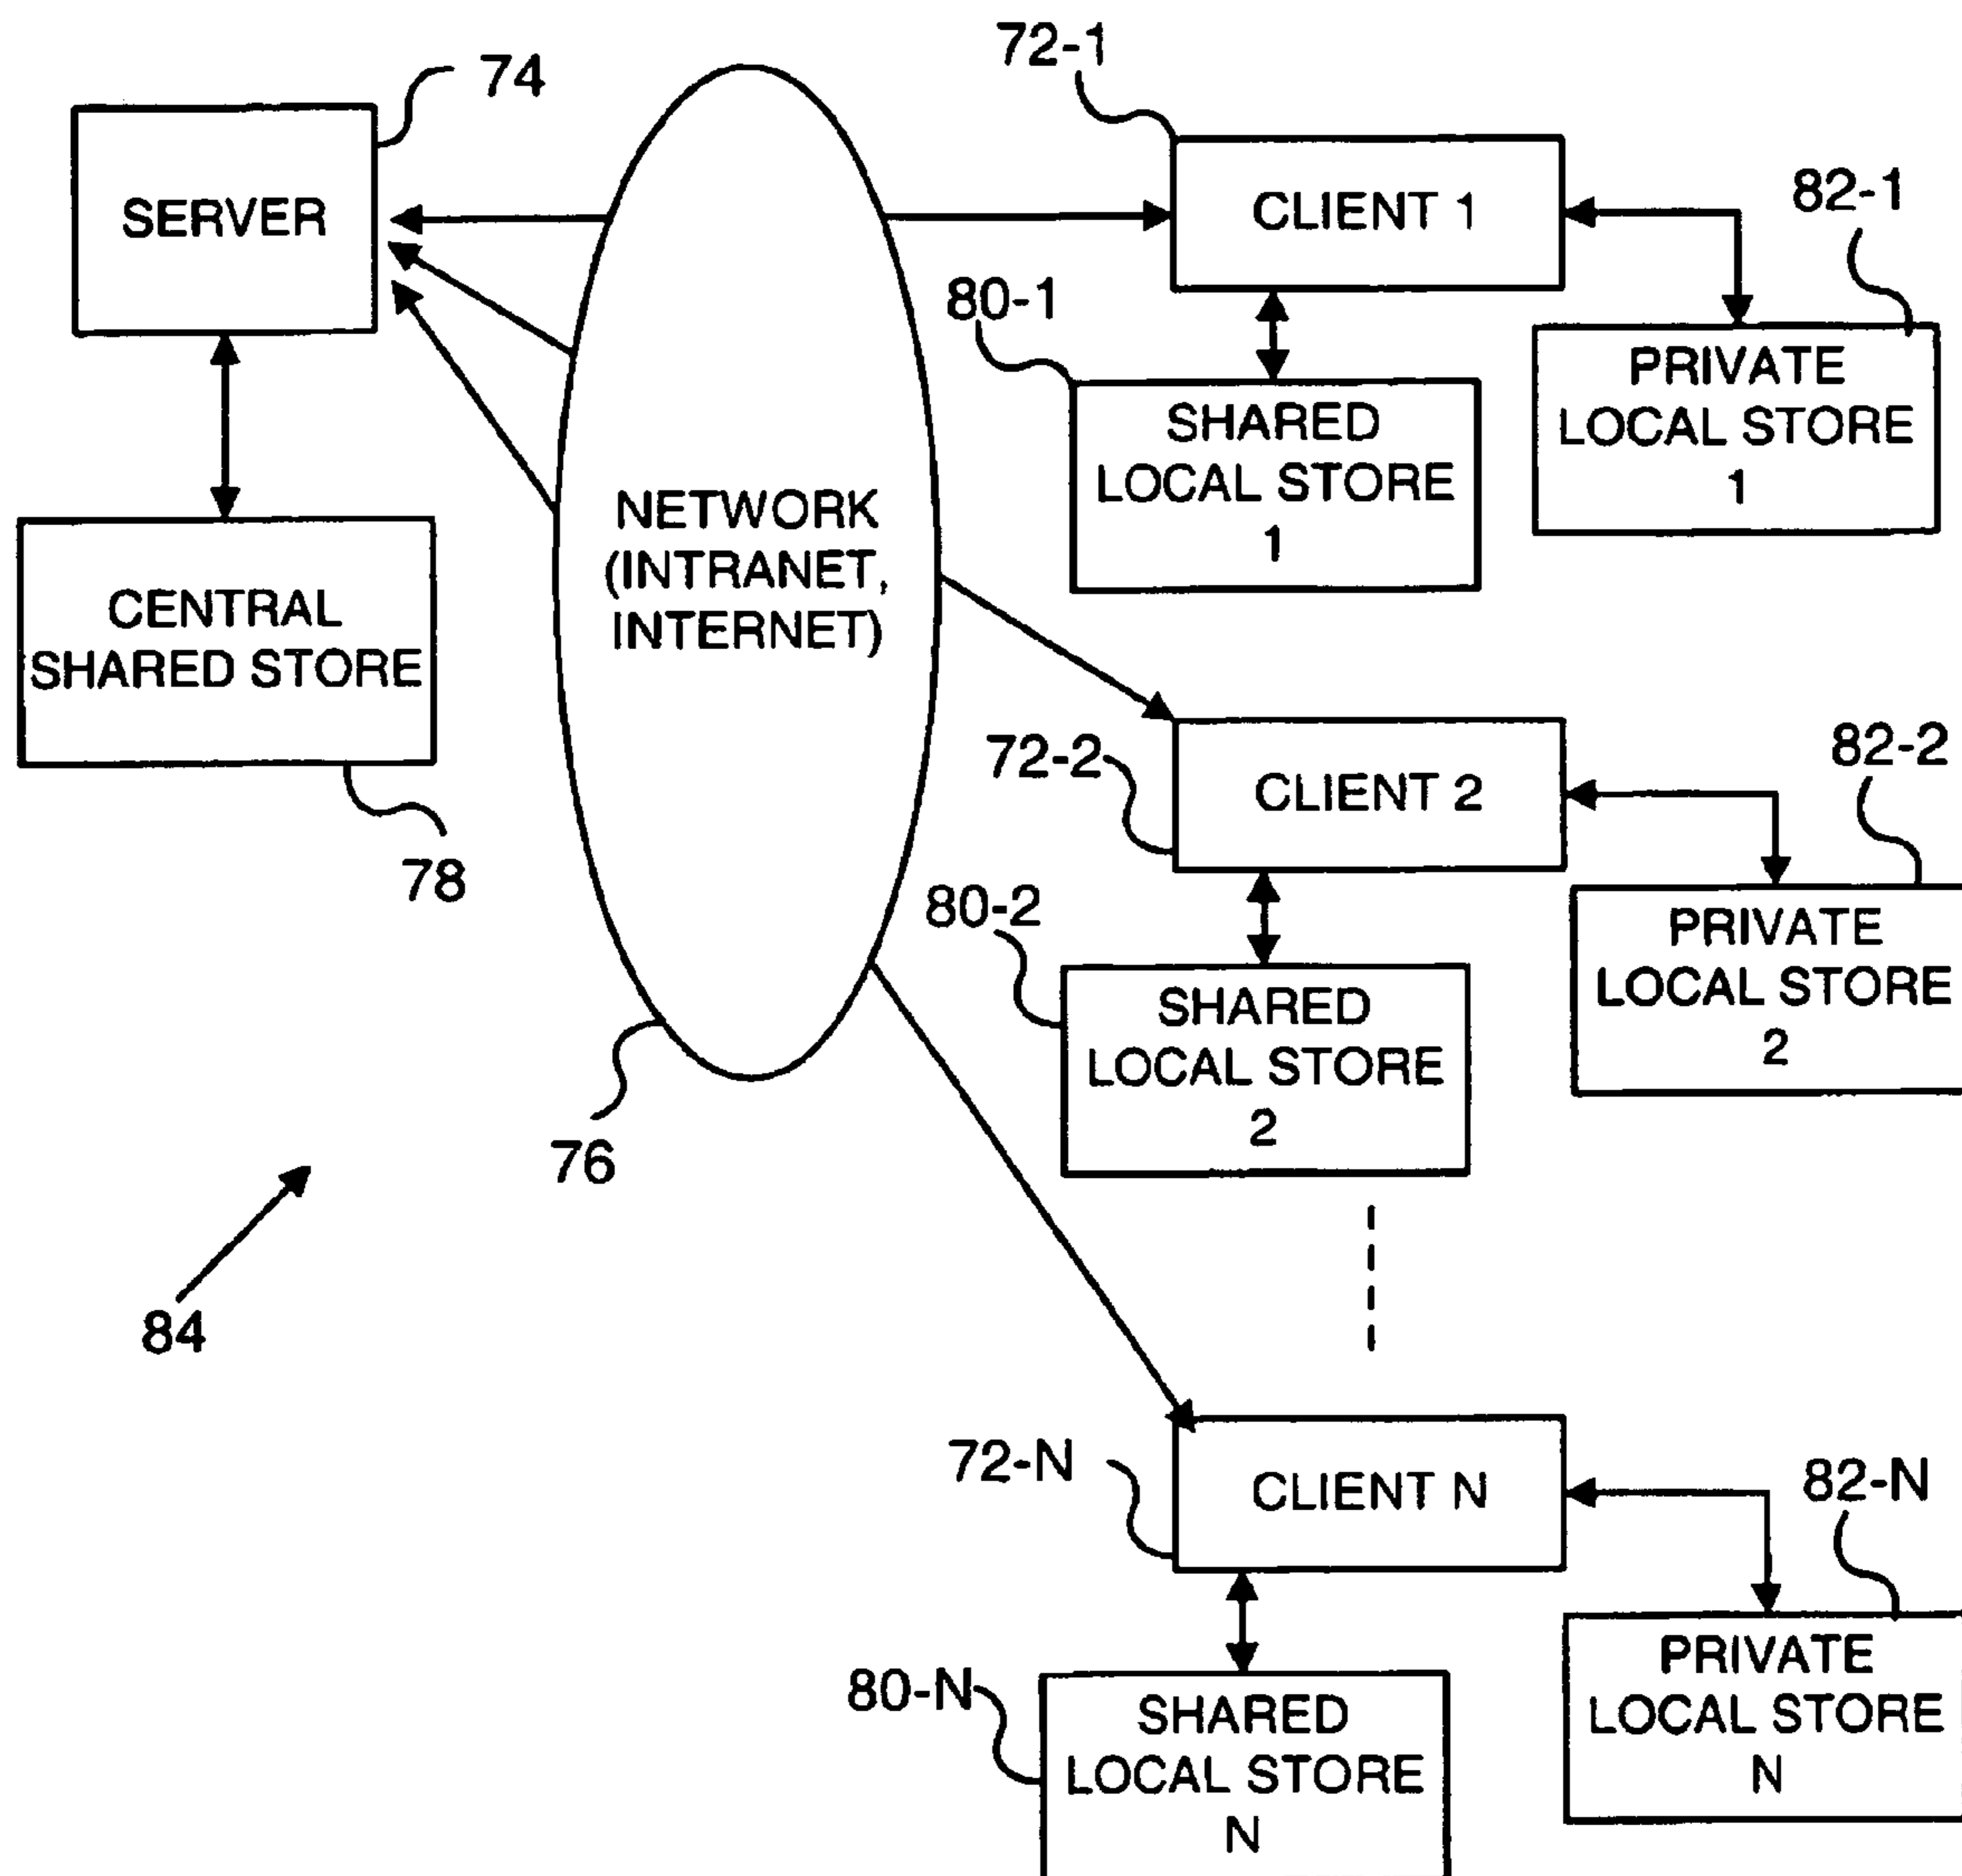 72-1
74
SERVER
CLIENT 1
82-1
80-1
PRIVATE
LOCAL STORE
1
SHARED
LOCAL STORE
1
NETWORK
(INTRANET,
INTERNET)
CENTRAL
SHARED STORE
78
72-2
CLIENT 2
82-2
80-2
PRIVATE
LOCAL STORE
2
SHARED
LOCAL STORE
2
76
84
72-N
CLIENT N
82-N
80-N
PRIVATE
LOCAL STORE
N
SHARED
LOCAL STORE
N